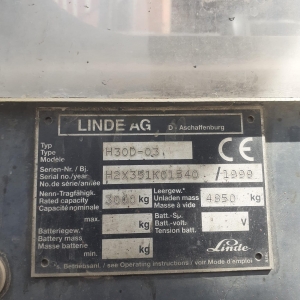 LINDE AG D - Aschaffenburg
Typ
Type H30D-03
Modèle
CE
Serien-Nr. / Bj.
Serial no./year H2X351K01840 / 1999
No. de série/année
Nenn-Tragfähigk. Leergew.*
Rated capacity kg Unladen mass 4850 kg
Capacité nominale Masse à vide
max. kg Batt.-Sp. V
Batteriegew.* Batt.-volt.
Battery mass Tension batt.
Masse batterie min. kg Linde
*s. Betriebsanl. / see Operating instructions / voir Mode d'emploi